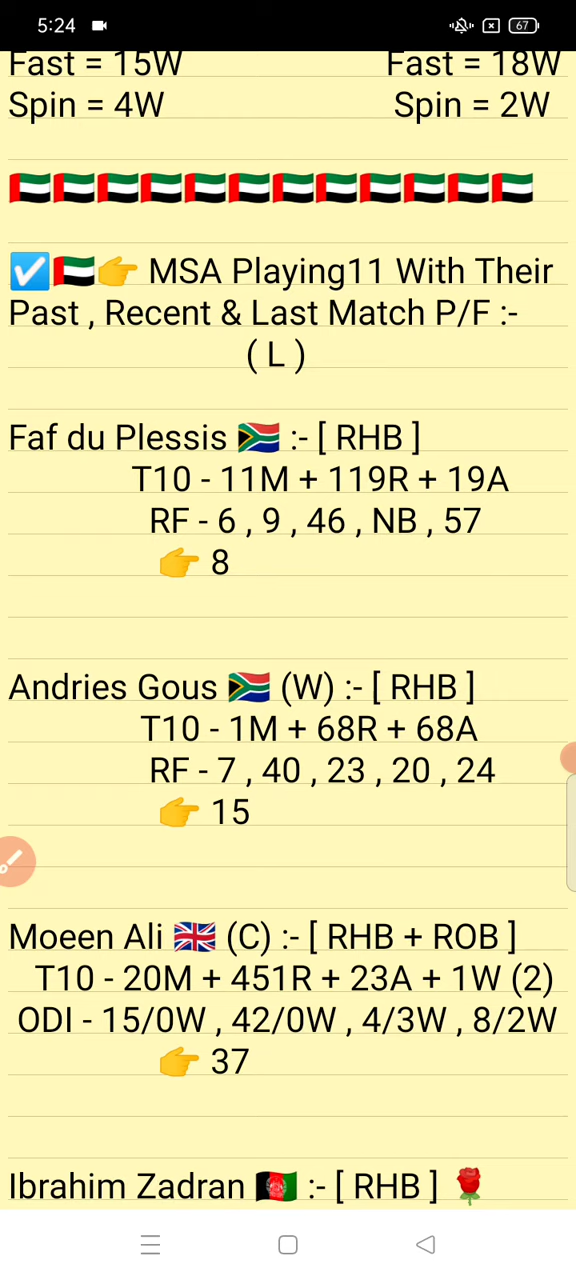 5:24
67
Fast = 15W Fast = 18W
Spin = 4W Spin = 2W
☑️🇦🇪👉 MSA Playing11 With Their
Past , Recent & Last Match P/F :-
( L )
Faf du Plessis 🇿🇦 :- [ RHB ]
T10 - 11M + 119R + 19A
RF - 6 , 9 , 46 , NB , 57
👉 8
Andries Gous 🇿🇦 (W) :- [ RHB ]
T10 - 1M + 68R + 68A
RF - 7 , 40 , 23 , 20 , 24
👉 15
Moeen Ali 🇬🇧 (C) :- [ RHB + ROB ]
T10 - 20M + 451R + 23A + 1W (2)
ODI - 15/0W , 42/0W , 4/3W , 8/2W
👉 37
Ibrahim Zadran 🇦🇫 :- [ RHB ] 🌹